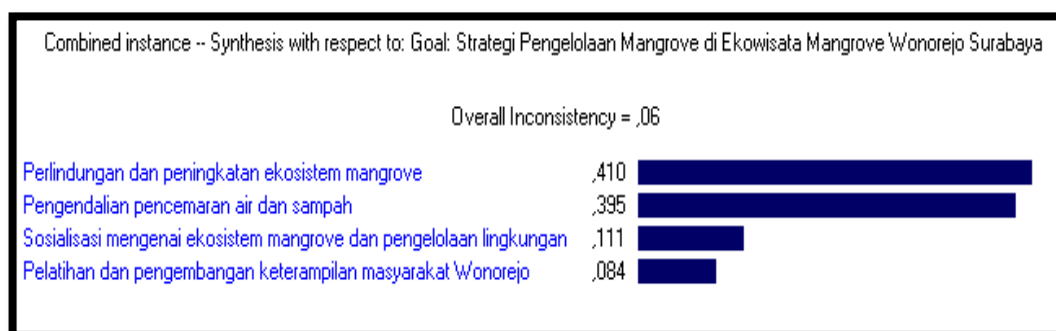 Combined instance -- Synthesis with respect to: Goal: Strategi Pengelolaan Mangrove di Ekowisata Mangrove Wonorejo Surabaya
Overall Inconsistency = ,06
Perlindungan dan peningkatan ekosistem mangrove ,410
Pengendalian pencemaran air dan sampah ,395
Sosialisasi mengenai ekosistem mangrove dan pengelolaan lingkungan ,111
Pelatihan dan pengembangan keterampilan masyarakat Wonorejo ,084